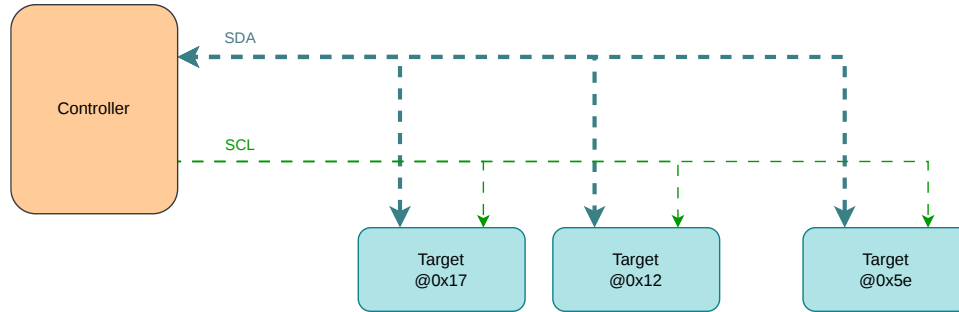 SDA
Controller
SCL
Target
@0x17
Target
@0x12
Target
@0x5e